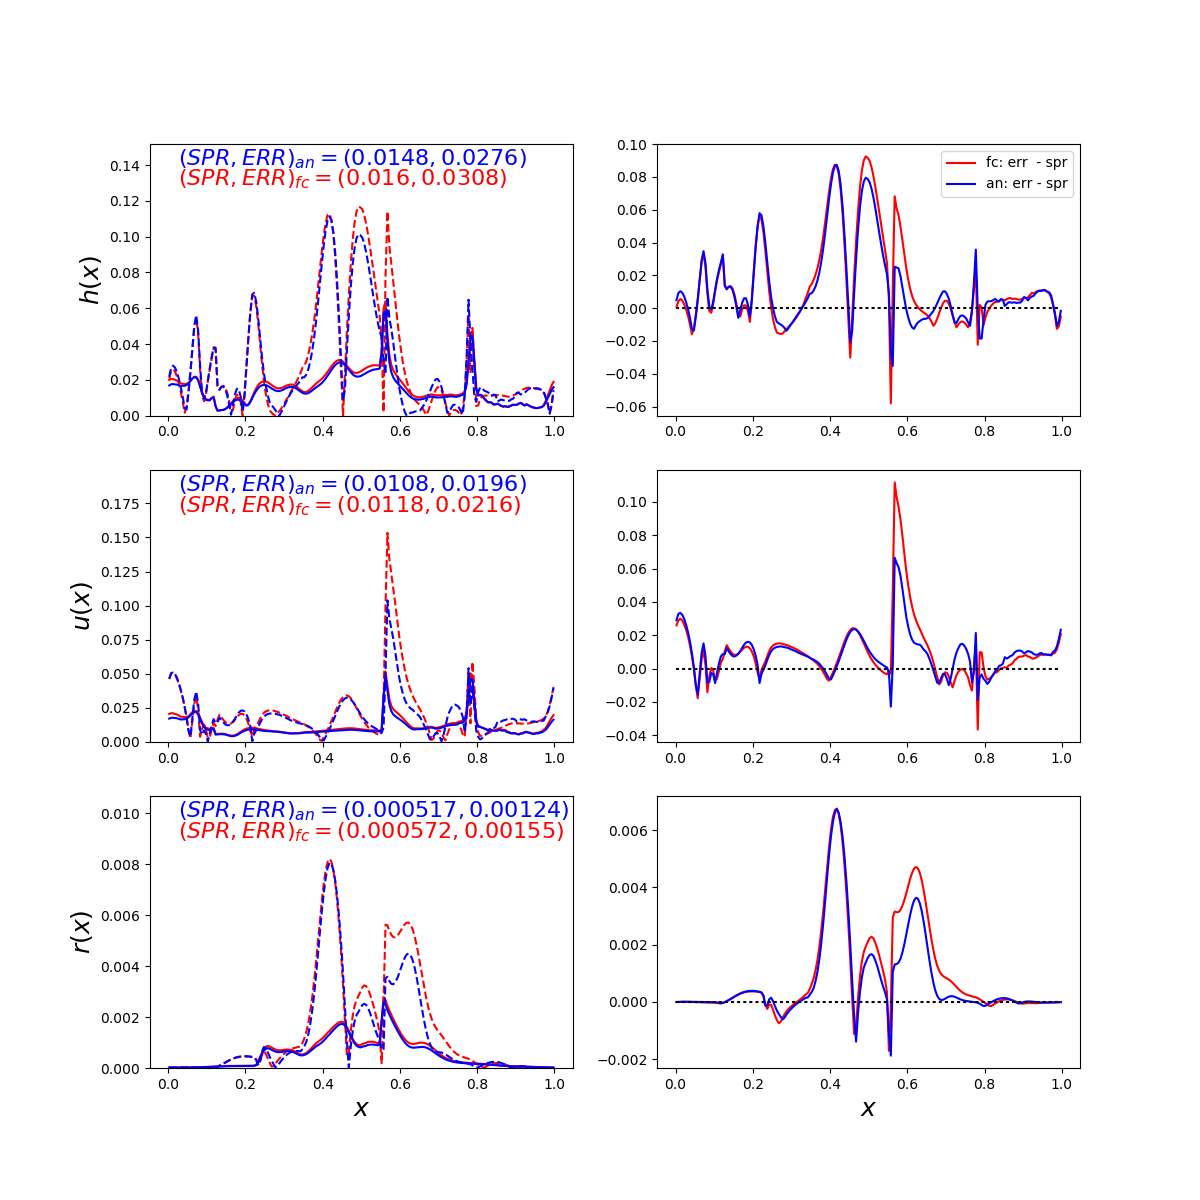 (SPR, ERR)an = (0.0148, 0.0276)
(SPR, ERR)fc = (0.016, 0.0308)
h(x)
0.14
0.12
0.10
0.08
0.06
0.04
0.02
0.00
0.0 0.2 0.4 0.6 0.8 1.0
fc: err - spr
an: err - spr
0.10
0.08
0.06
0.04
0.02
0.00
−0.02
−0.04
−0.06
0.0 0.2 0.4 0.6 0.8 1.0
(SPR, ERR)an = (0.0108, 0.0196)
(SPR, ERR)fc = (0.0118, 0.0216)
u(x)
0.175
0.150
0.125
0.100
0.075
0.050
0.025
0.000
0.0 0.2 0.4 0.6 0.8 1.0
0.10
0.08
0.06
0.04
0.02
0.00
−0.02
−0.04
0.0 0.2 0.4 0.6 0.8 1.0
(SPR, ERR)an = (0.000517, 0.00124)
(SPR, ERR)fc = (0.000572, 0.00155)
r(x)
0.010
0.008
0.006
0.004
0.002
0.000
0.0 0.2 0.4 0.6 0.8 1.0
x
0.006
0.004
0.002
0.000
−0.002
0.0 0.2 0.4 0.6 0.8 1.0
x